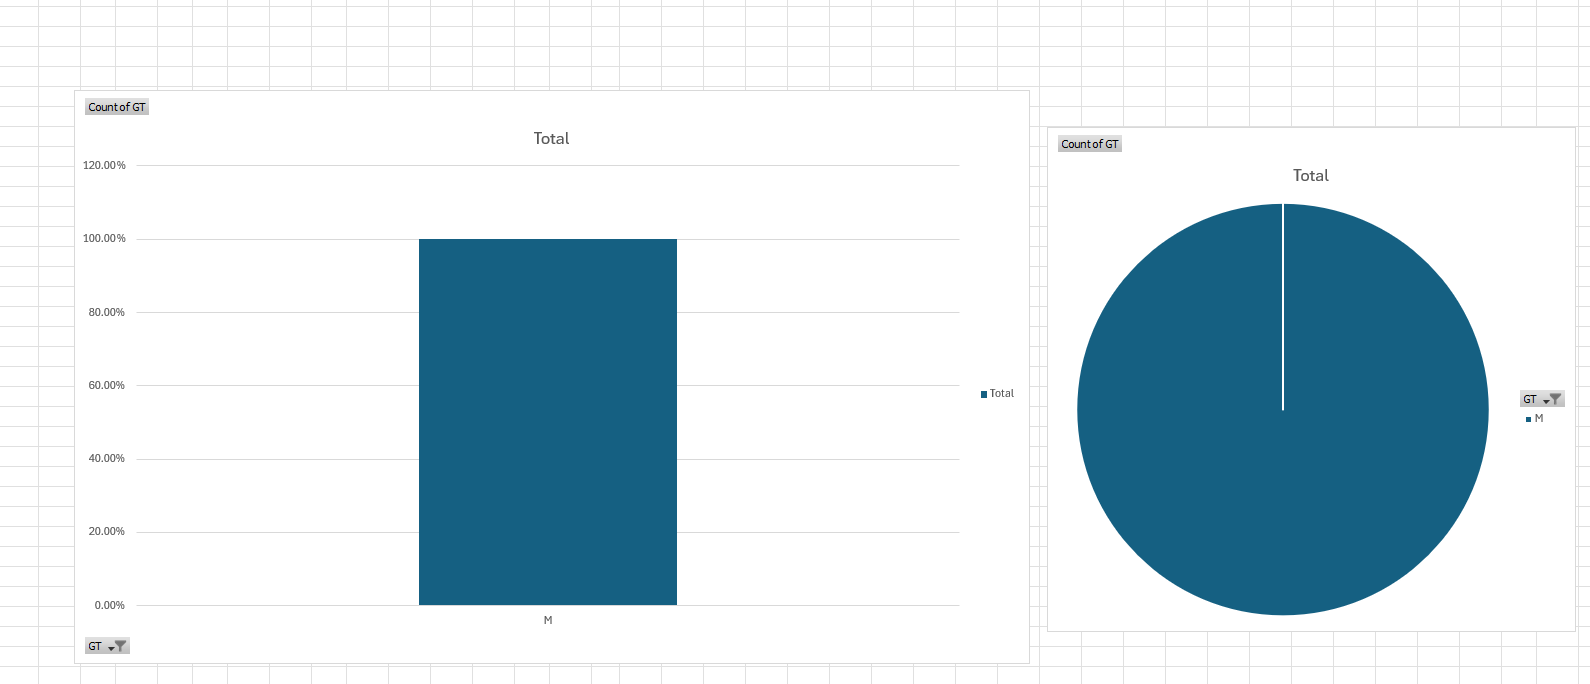 Count of GT
Total
120.00%
100.00%
80.00%
60.00%
40.00%
20.00%
0.00%
M
Total
GT
Count of GT
Total
GT
M